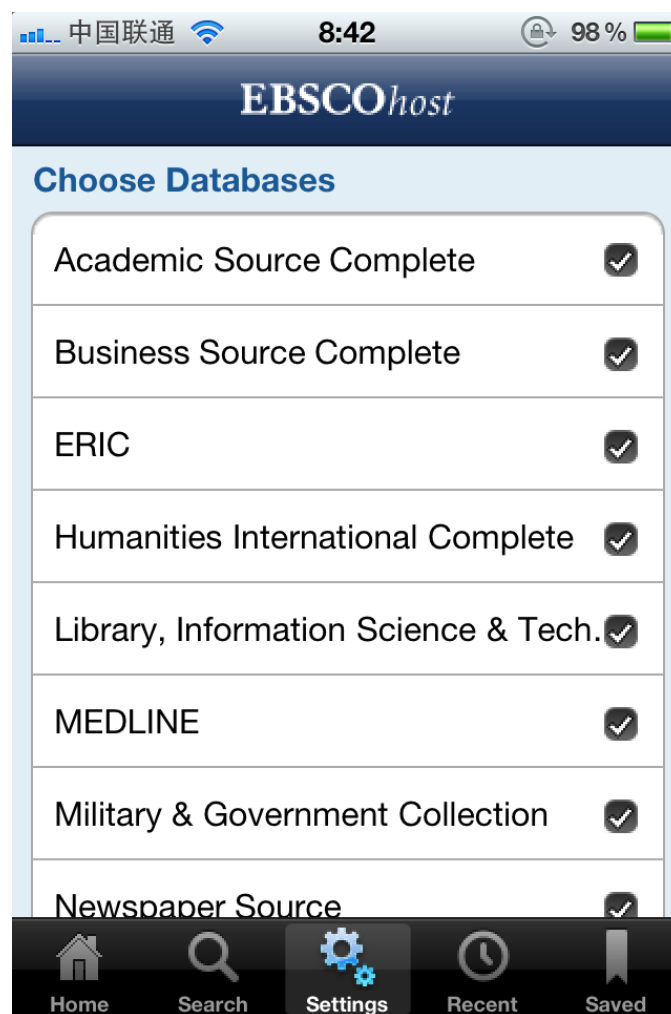 中国联通 8:42 98%
EBSCOhost
Choose Databases
Academic Source Complete
Business Source Complete
ERIC
Humanities International Complete
Library, Information Science & Tech.
MEDLINE
Military & Government Collection
Newspaper Source
Home Search Settings Recent Saved